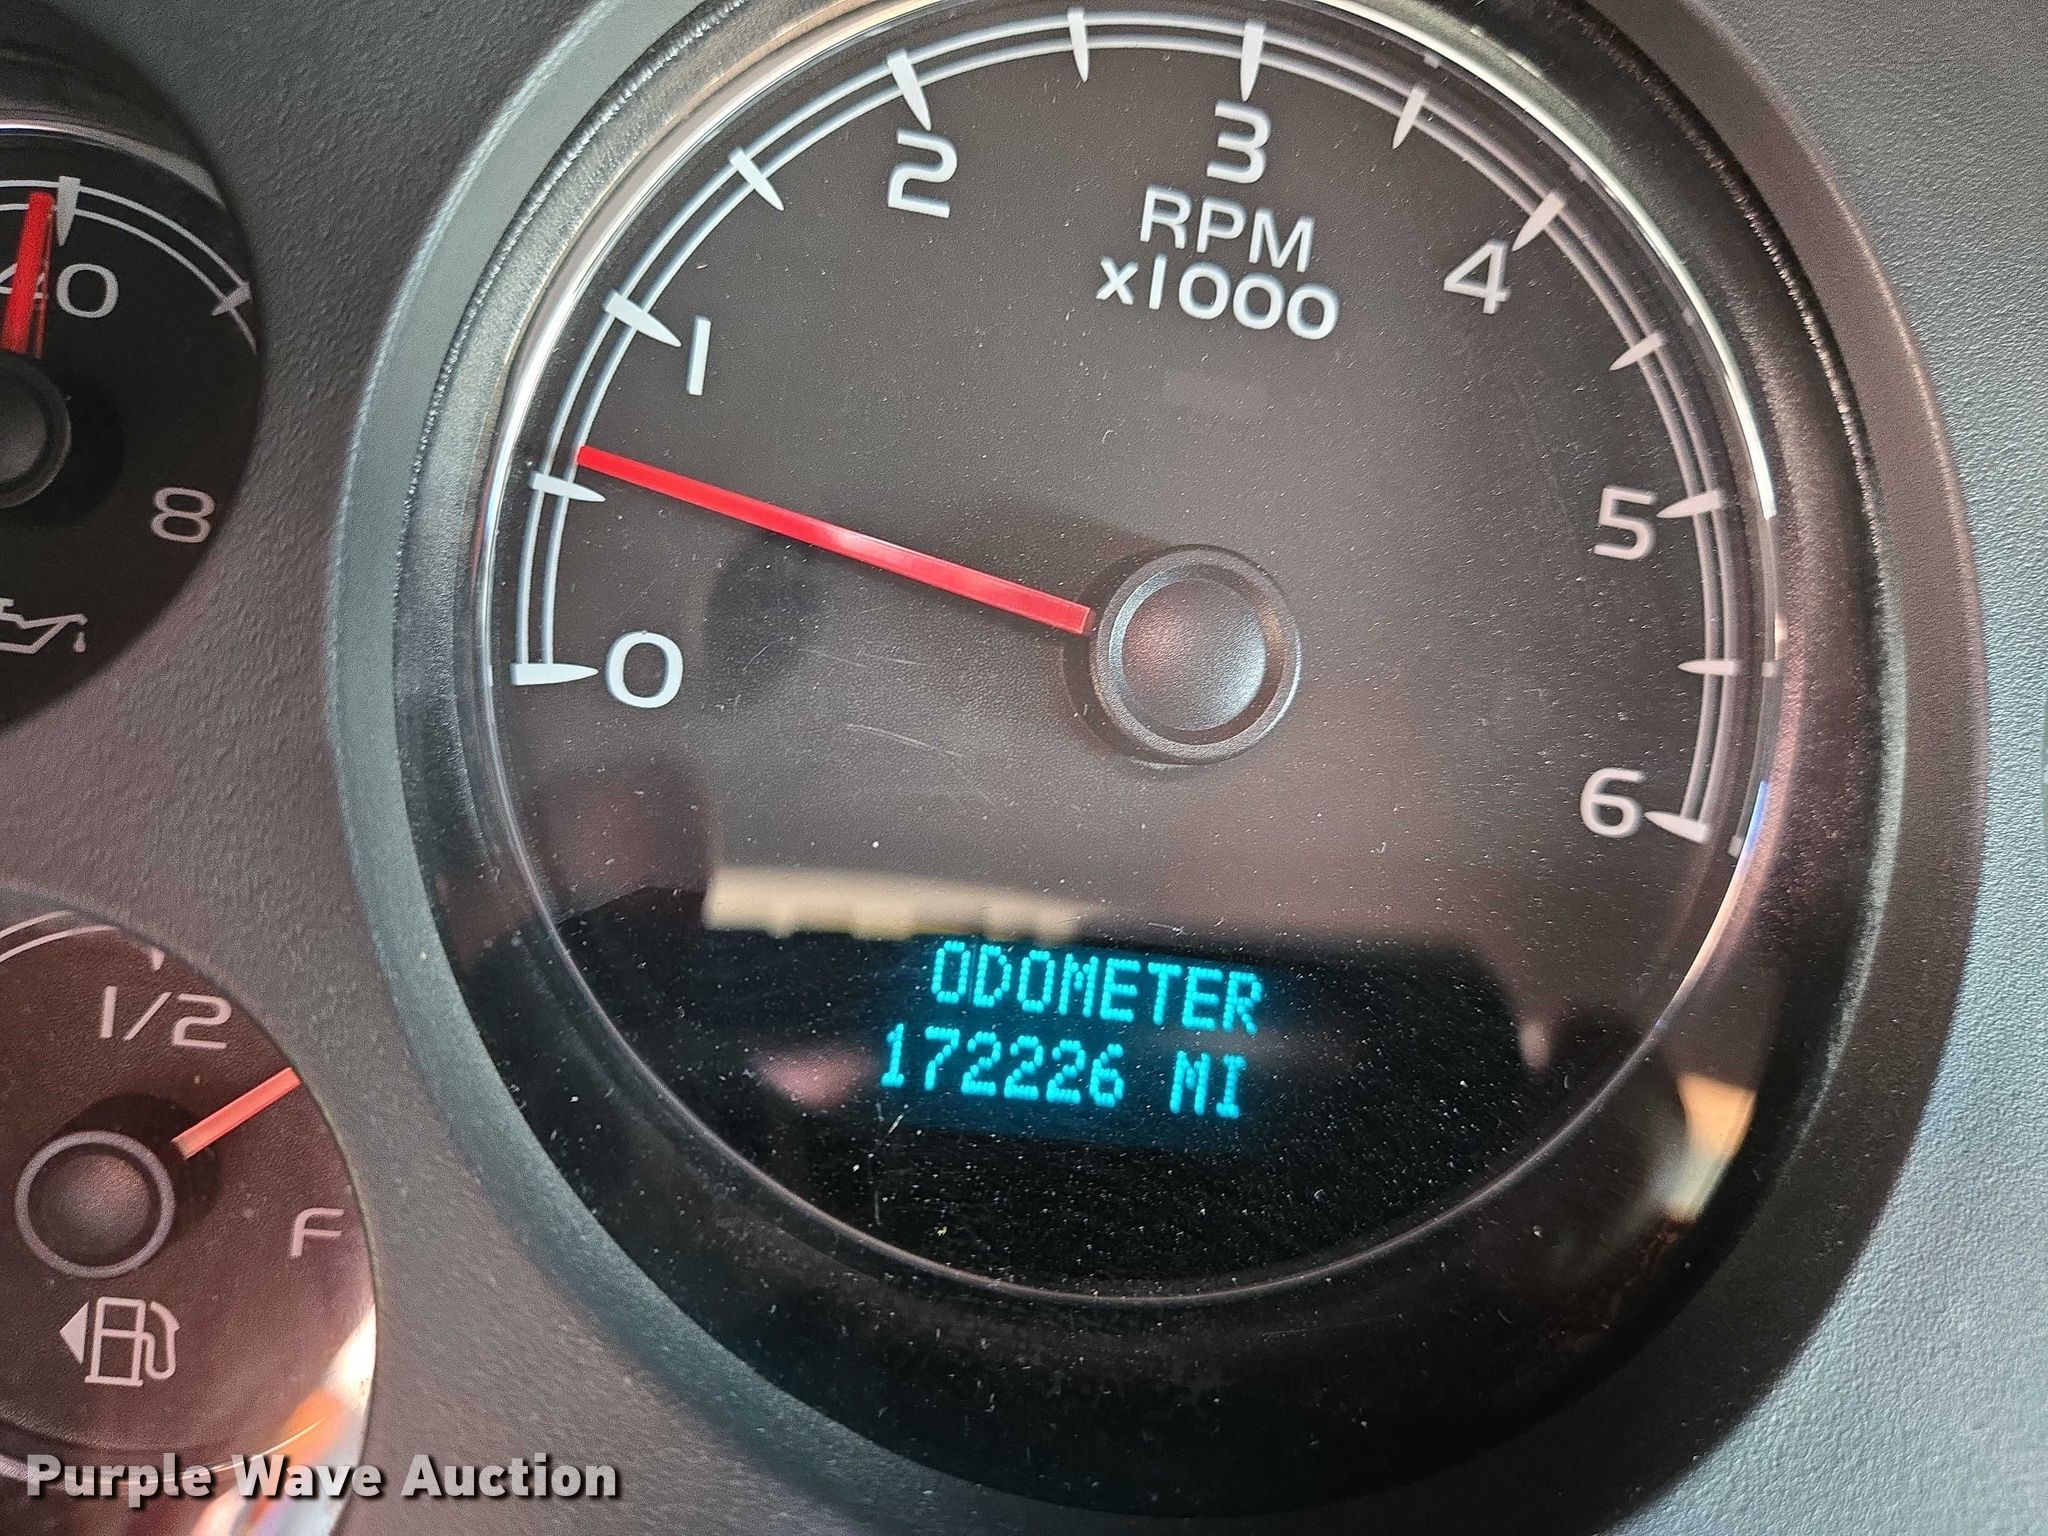 2
3
RPM
x1000
4
40
1
8
5
0
6
ODOMETER
172226 MI
1/2
F
Purple Wave Auction